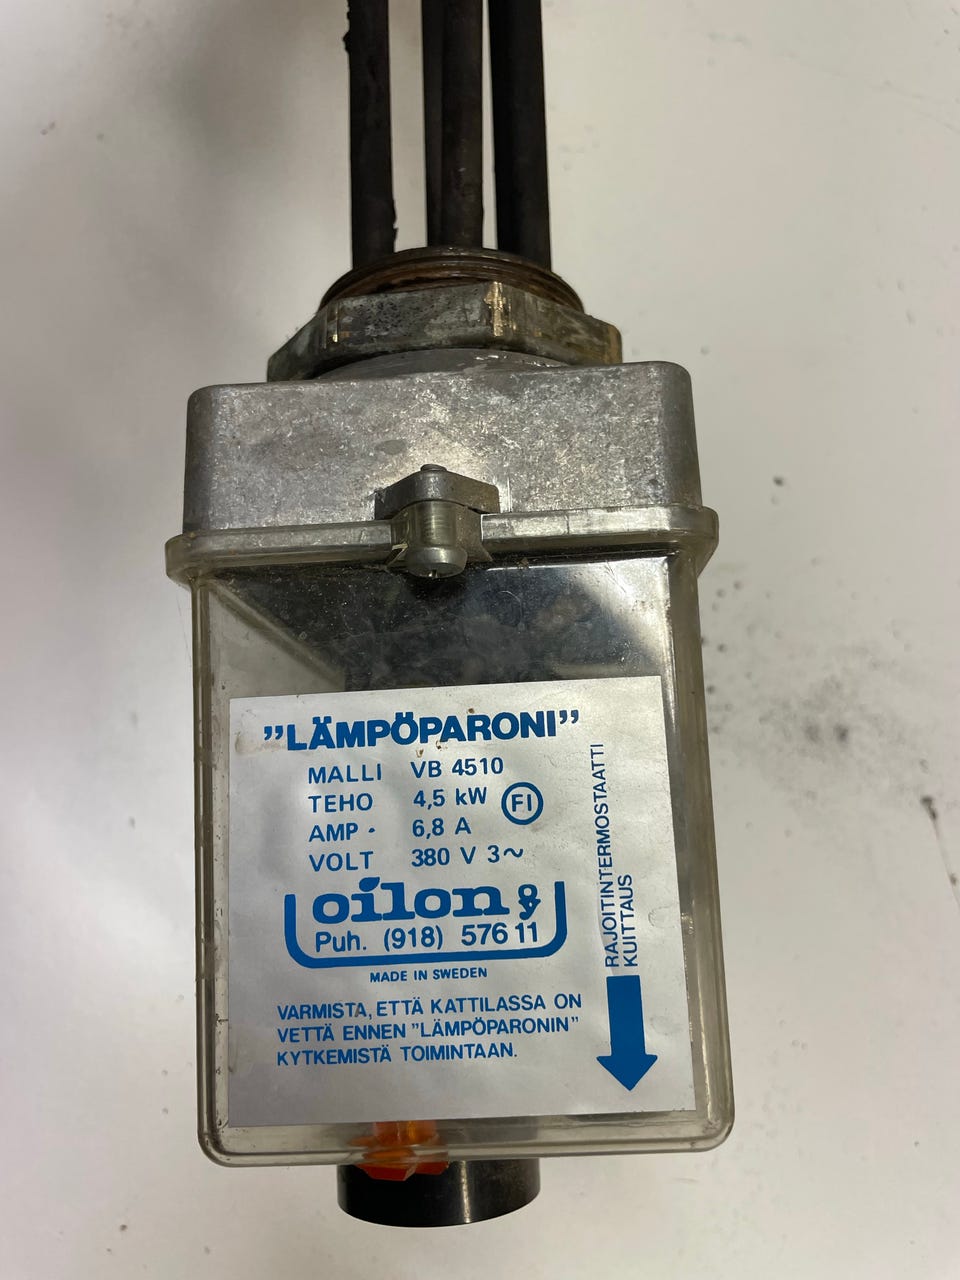 ”LÄMPÖPARONI”
MALLI VB 4510
TEHO 4,5 kW FI
AMP. 6,8 A
VOLT 380 V 3~
oilon oy
Puh. (918) 576 11
MADE IN SWEDEN
VARMISTA, ETTÄ KATTILASSA ON
VETTÄ ENNEN ”LÄMPÖPARONIN”
KYTKEMISTÄ TOIMINTAAN.
RAJOITINTERMOSTAATTI
KUITTAUS